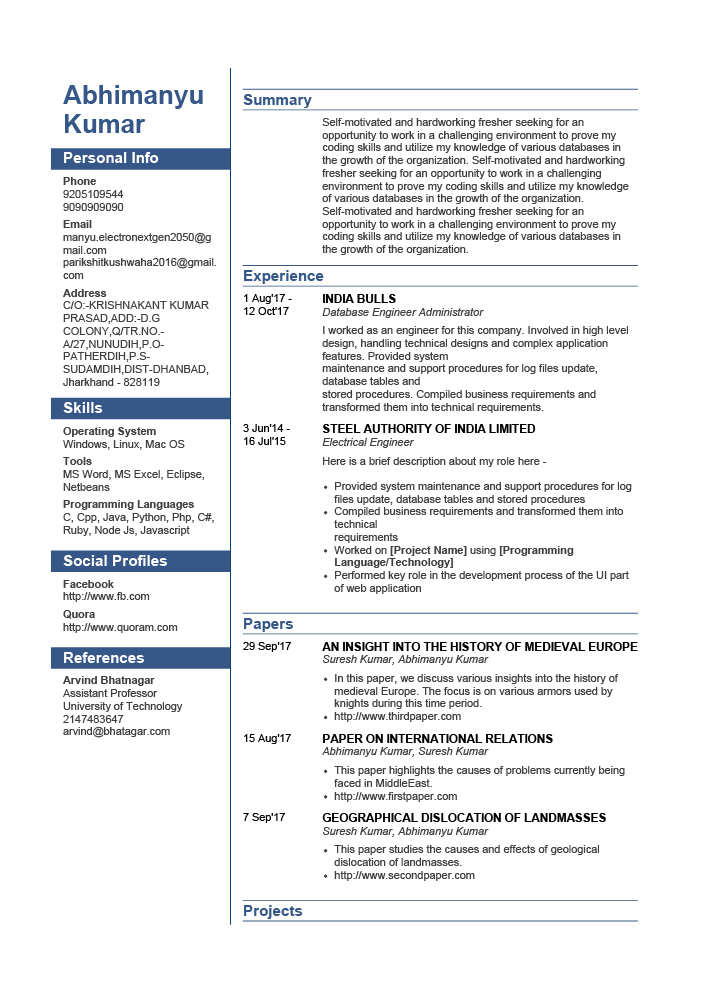 Abhimanyu
Kumar
Personal Info
Phone
9205109544
9090909090
Email
manyu.electronextgen2050@g
mail.com
parikshitkushwaha2016@gmail.
com
Address
C/O:-KRISHNAKANT KUMAR
PRASAD,ADD:-D.G
COLONY,Q/TR.NO.-
A/27,NUNUDIH,P.O-
PATHERDIH,P.S-
SUDAMDIH,DIST-DHANBAD,
Jharkhand - 828119
Skills
Operating System
Windows, Linux, Mac OS
Tools
MS Word, MS Excel, Eclipse,
Netbeans
Programming Languages
C, Cpp, Java, Python, Php, C#,
Ruby, Node Js, Javascript
Social Profiles
Facebook
http://www.fb.com
Quora
http://www.quoram.com
References
Arvind Bhatnagar
Assistant Professor
University of Technology
2147483647
arvind@bhatagar.com
Summary
Self-motivated and hardworking fresher seeking for an
opportunity to work in a challenging environment to prove my
coding skills and utilize my knowledge of various databases in
the growth of the organization. Self-motivated and hardworking
fresher seeking for an opportunity to work in a challenging
environment to prove my coding skills and utilize my knowledge
of various databases in the growth of the organization.
Self-motivated and hardworking fresher seeking for an
opportunity to work in a challenging environment to prove my
coding skills and utilize my knowledge of various databases in
the growth of the organization.
Experience
1 Aug'17 -
12 Oct'17
INDIA BULLS
Database Engineer Administrator
I worked as an engineer for this company. Involved in high level
design, handling technical designs and complex application
features. Provided system
maintenance and support procedures for log files update,
database tables and
stored procedures. Compiled business requirements and
transformed them into technical requirements.
3 Jun'14 -
16 Jul'15
STEEL AUTHORITY OF INDIA LIMITED
Electrical Engineer
Here is a brief description about my role here -
• Provided system maintenance and support procedures for log
files update, database tables and stored procedures
• Compiled business requirements and transformed them into
technical
requirements
• Worked on [Project Name] using [Programming
Language/Technology]
• Performed key role in the development process of the UI part
of web application
Papers
29 Sep'17
AN INSIGHT INTO THE HISTORY OF MEDIEVAL EUROPE
Suresh Kumar, Abhimanyu Kumar
• In this paper, we discuss various insights into the history of
medieval Europe. The focus is on various armors used by
knights during this time period.
• http://www.thirdpaper.com
15 Aug'17
PAPER ON INTERNATIONAL RELATIONS
Abhimanyu Kumar, Suresh Kumar
• This paper highlights the causes of problems currently being
faced in MiddleEast.
• http://www.firstpaper.com
7 Sep'17
GEOGRAPHICAL DISLOCATION OF LANDMASSES
Suresh Kumar, Abhimanyu Kumar
• This paper studies the causes and effects of geological
dislocation of landmasses.
• http://www.secondpaper.com
Projects